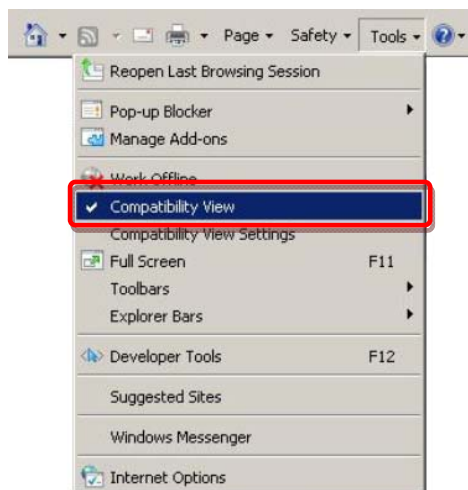 Page Safety Tools
Reopen Last Browsing Session
Pop-up Blocker
Manage Add-ons
Work Offline
Compatibility View
Compatibility View Settings
Full Screen F11
Toolbars
Explorer Bars
Developer Tools F12
Suggested Sites
Windows Messenger
Internet Options